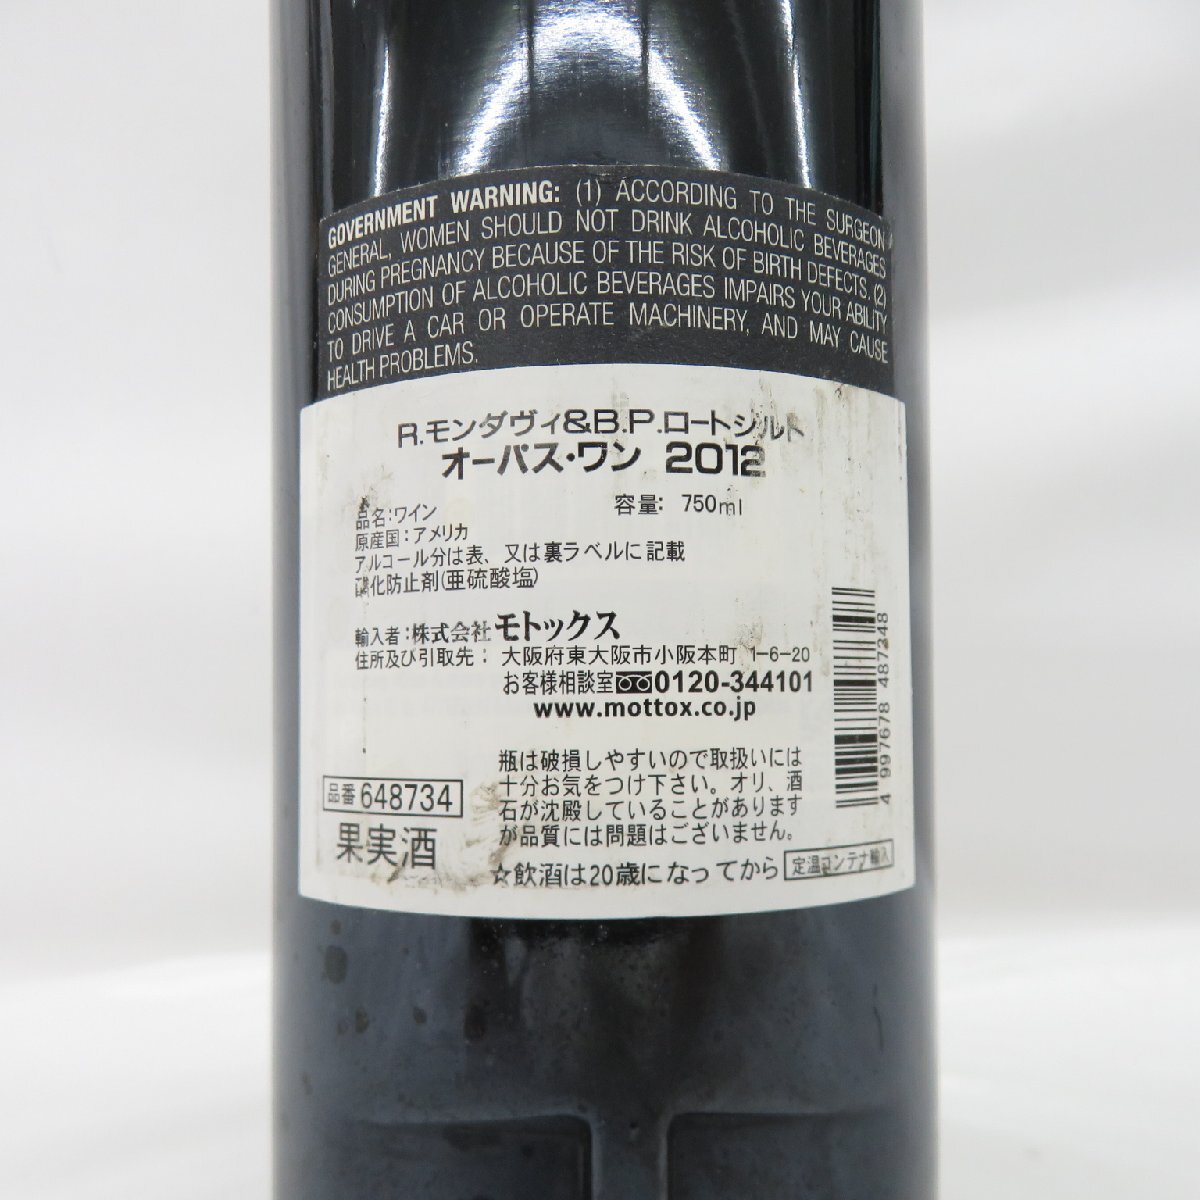 GOVERNMENT WARNING: (1) ACCORDING TO THE SURGEON
GENERAL, WOMEN SHOULD NOT DRINK ALCOHOLIC BEVERAGES
DURING PREGNANCY BECAUSE OF THE RISK OF BIRTH DEFECTS. (2)
CONSUMPTION OF ALCOHOLIC BEVERAGES IMPAIRS YOUR ABILITY
TO DRIVE A CAR OR OPERATE MACHINERY, AND MAY CAUSE
HEALTH PROBLEMS.
R.モンダヴィ&B.P.ロートシルト
オーパス・ワン 2012
品名:ワイン 容量: 750ml
原産国:アメリカ
アルコール分は表、又は裏ラベルに記載
酸化防止剤(亜硫酸塩)
輸入者:株式会社モトックス
住所及び引取先: 大阪府東大阪市小阪本町 1-6-20
お客様相談室 0120-344101
www.mottox.co.jp
瓶は破損しやすいので取扱いには
十分お気をつけ下さい。オリ、酒
石が沈殿していることがあります
が品質には問題はございません。
品番 648734
果実酒
☆飲酒は20歳になってから
定温コンテナ輸入
4 997678 487248